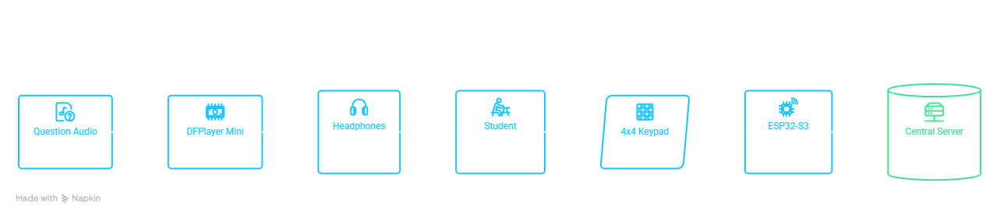 Question Audio
DFPlayer Mini
Headphones
Student
4x4 Keypad
ESP32-S3
Central Server
Made with Napkin